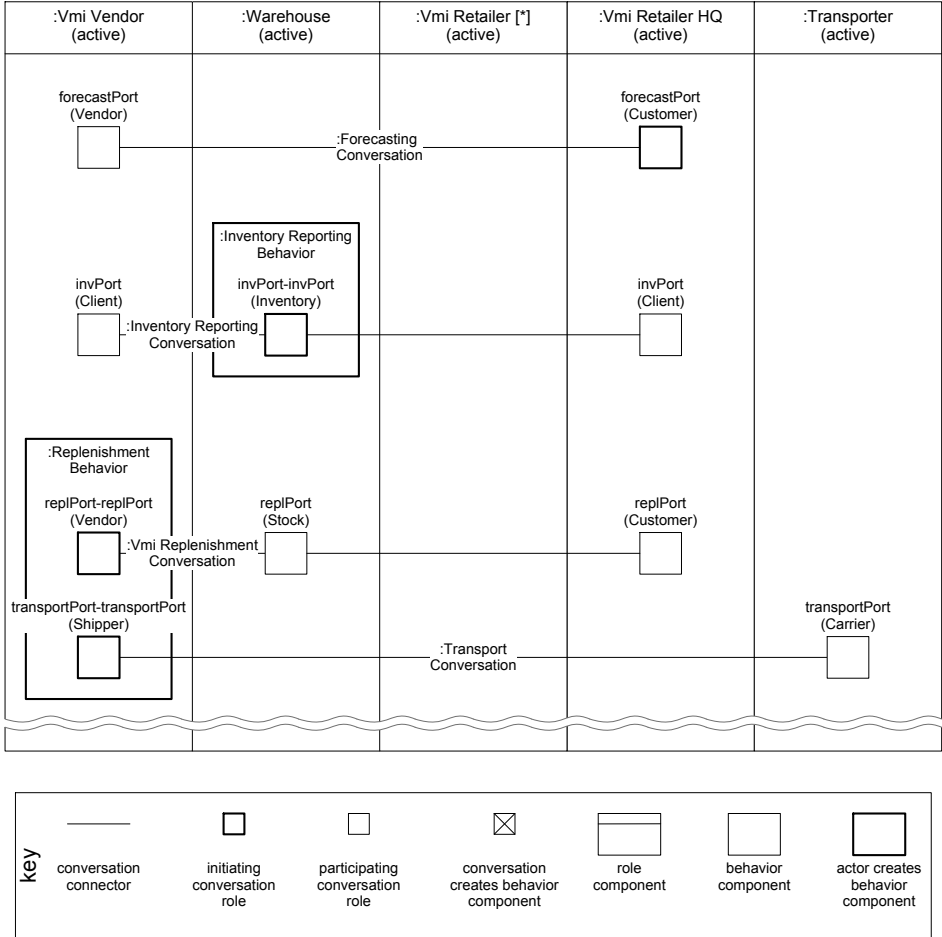 :Vmi Vendor
(active)
:Warehouse
(active)
:Vmi Retailer [*]
(active)
:Vmi Retailer HQ
(active)
:Transporter
(active)
forecastPort
(Vendor)
:Forecasting
Conversation
forecastPort
(Customer)
:Inventory Reporting
Behavior
invPort
(Client)
:Inventory Reporting
Conversation
invPort-invPort
(Inventory)
invPort
(Client)
:Replenishment
Behavior
replPort-replPort
(Vendor)
:Vmi Replenishment
Conversation
replPort
(Stock)
replPort
(Customer)
transportPort-transportPort
(Shipper)
:Transport
Conversation
transportPort
(Carrier)
key
conversation
connector
initiating
conversation
role
participating
conversation
role
conversation
creates behavior
component
role
component
behavior
component
actor creates
behavior
component